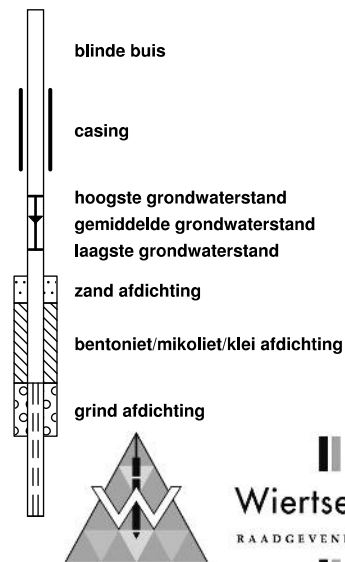 blinde buis
casing
hoogste grondwaterstand
gemiddelde grondwaterstand
laagste grondwaterstand
zand afdichting
bentoniet/mikoliet/klei afdichting
grind afdichting
Wiertse
RAADGEVEN